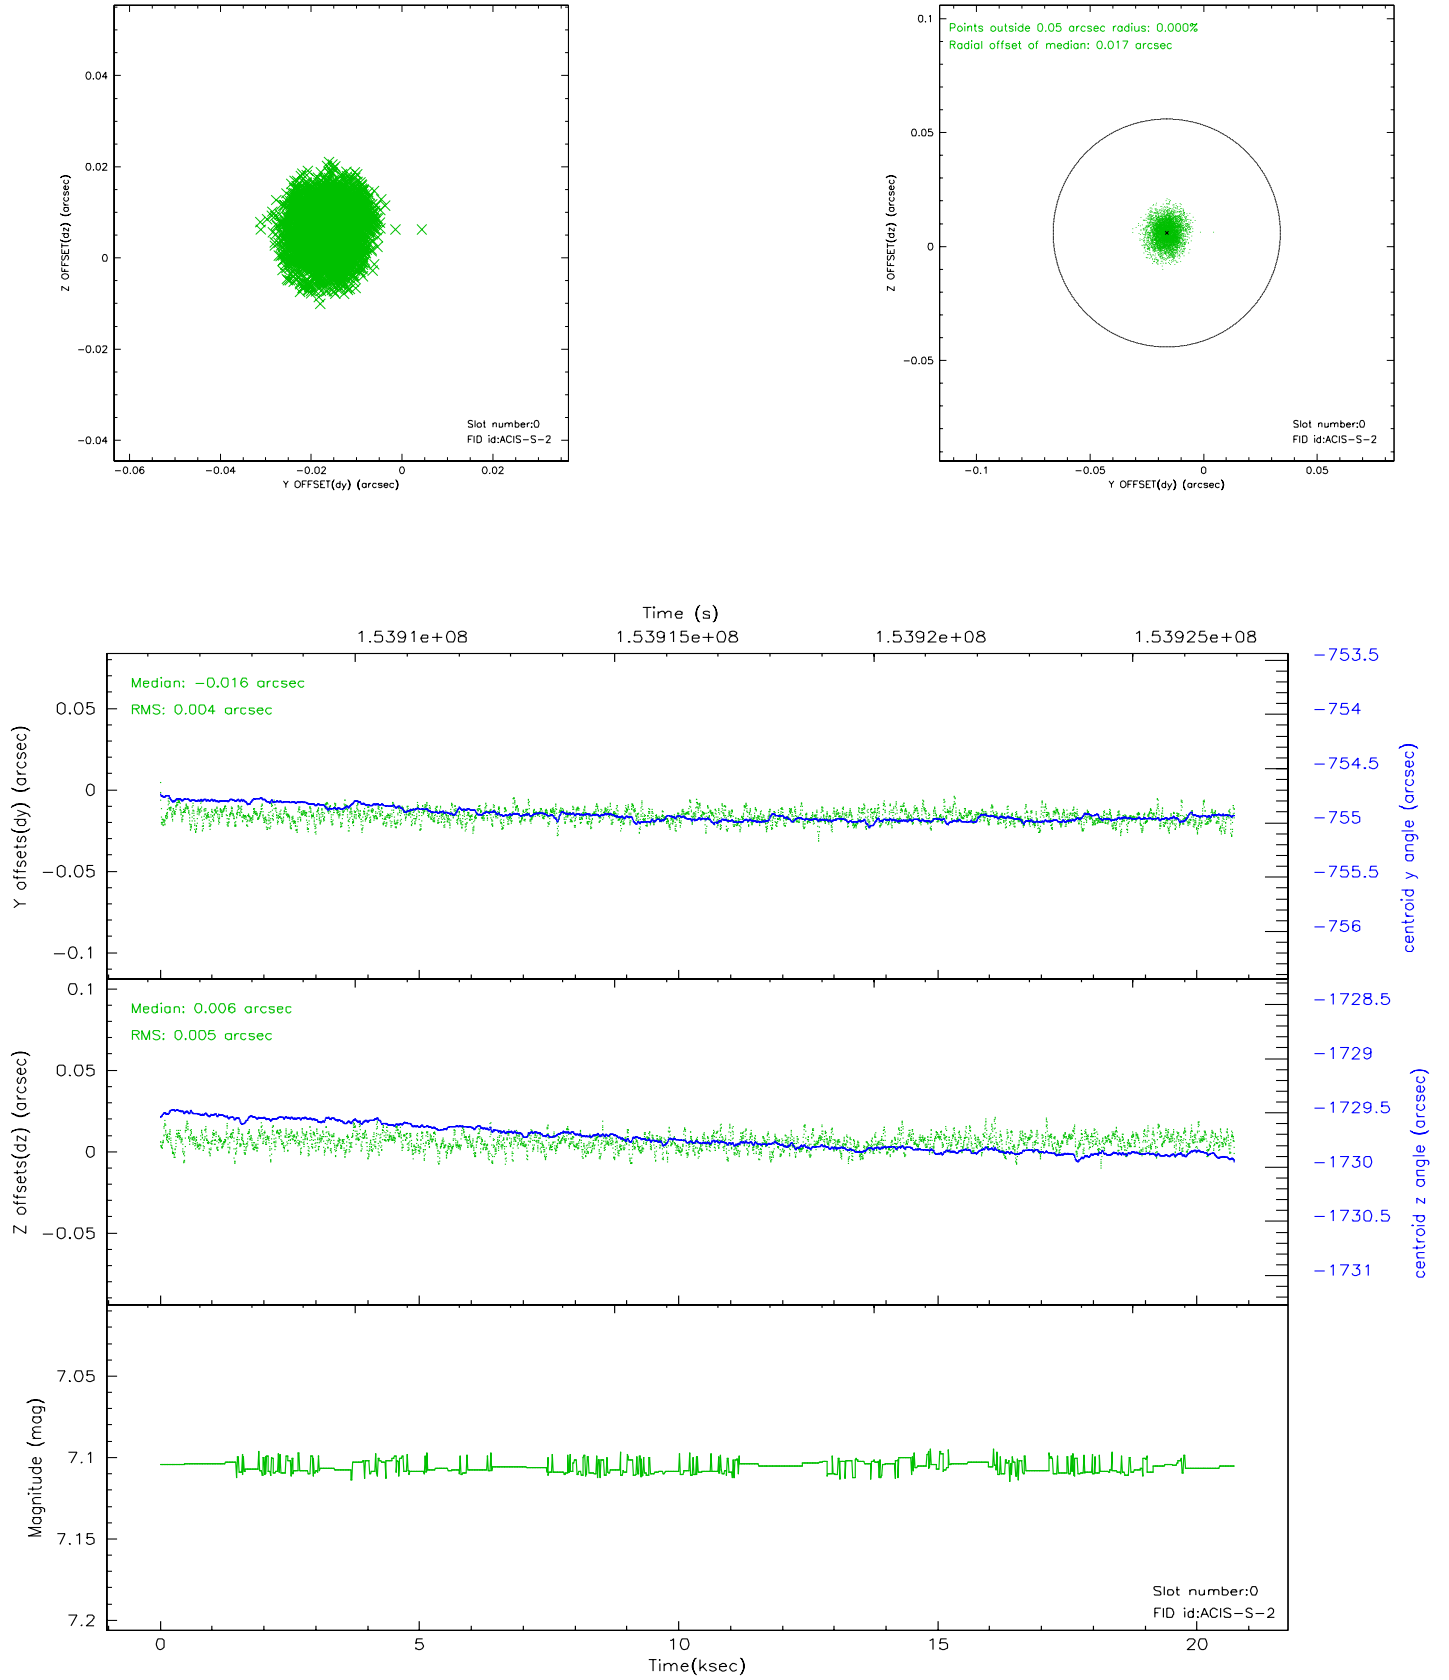 0.04
0.02
0
−0.02
−0.04
Z OFFSET(dz) (arcsec)
Slot number:0
FID id:ACIS−S−2
−0.06
−0.04
−0.02
0
0.02
Y OFFSET(dy) (arcsec)
Points outside 0.05 arcsec radius: 0.000%
Radial offset of median: 0.017 arcsec
0.1
0.05
0
−0.05
Z OFFSET(dz) (arcsec)
Slot number:0
FID id:ACIS−S−2
−0.1
−0.05
0
0.05
Y OFFSET(dy) (arcsec)
Time (s)
1.5391e+08
1.53915e+08
1.5392e+08
1.53925e+08
Median: −0.016 arcsec
RMS: 0.004 arcsec
0.05
0
−0.05
−0.1
Y offsets(dy) (arcsec)
−753.5
−754
−754.5
−755
−755.5
−756
centroid y angle (arcsec)
Median: 0.006 arcsec
RMS: 0.005 arcsec
0.1
0.05
0
−0.05
Z offsets(dz) (arcsec)
−1728.5
−1729
−1729.5
−1730
−1730.5
−1731
centroid z angle (arcsec)
7.05
7.1
7.15
7.2
Magnitude (mag)
Slot number:0
FID id:ACIS−S−2
0
5
10
15
20
Time(ksec)